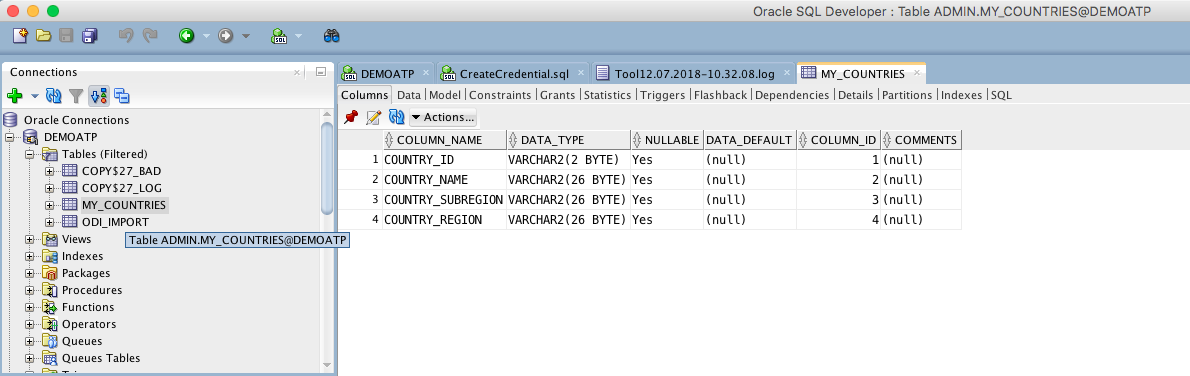 Oracle SQL Developer : Table ADMIN.MY_COUNTRIES@DEMOATP
Connections
DEMOATP CreateCredential.sql Tool12.07.2018-10.32.08.log MY_COUNTRIES
Columns Data Model Constraints Grants Statistics Triggers Flashback Dependencies Details Partitions Indexes SQL
Actions...
Oracle Connections
DEMOATP
Tables (Filtered)
COPY$27_BAD
COPY$27_LOG
MY_COUNTRIES
ODI_IMPORT
Views
Table ADMIN.MY_COUNTRIES@DEMOATP
Indexes
Packages
Procedures
Functions
Operators
Queues
Queues Tables
COLUMN_NAME DATA_TYPE NULLABLE DATA_DEFAULT COLUMN_ID COMMENTS
1 COUNTRY_ID VARCHAR2(2 BYTE) Yes (null) 1 (null)
2 COUNTRY_NAME VARCHAR2(26 BYTE) Yes (null) 2 (null)
3 COUNTRY_SUBREGION VARCHAR2(26 BYTE) Yes (null) 3 (null)
4 COUNTRY_REGION VARCHAR2(26 BYTE) Yes (null) 4 (null)